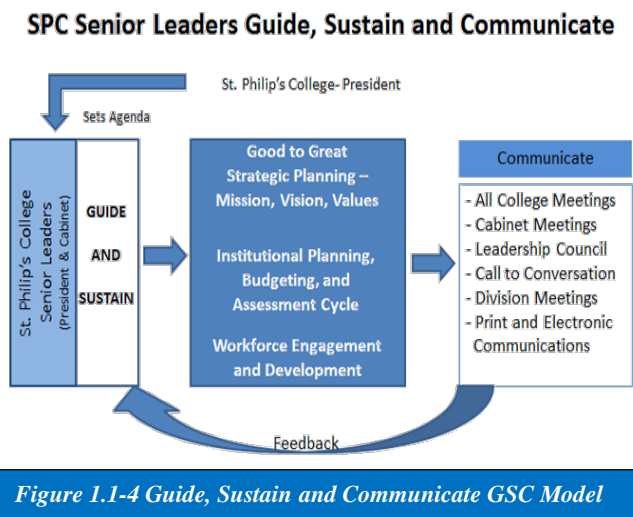 SPC Senior Leaders Guide, Sustain and Communicate
St. Philip's College- President
Sets Agenda
St. Philip's College
Senior Leaders
(President & Cabinet)
GUIDE
AND
SUSTAIN
Good to Great
Strategic Planning –
Mission, Vision, Values
Institutional Planning,
Budgeting, and
Assessment Cycle
Workforce Engagement
and Development
Communicate
- All College Meetings
- Cabinet Meetings
- Leadership Council
- Call to Conversation
- Division Meetings
- Print and Electronic
Communications
Feedback
Figure 1.1-4 Guide, Sustain and Communicate GSC Model